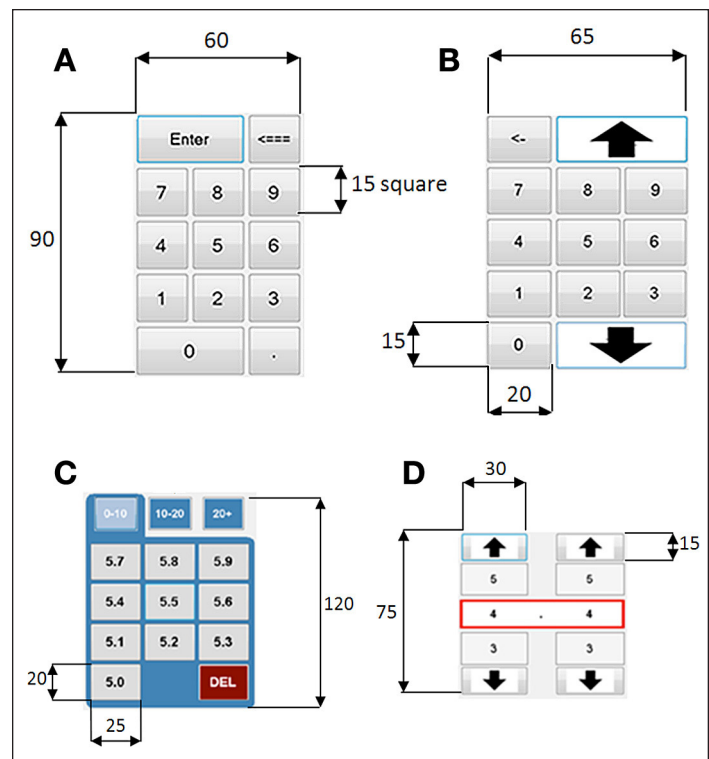 A
60
90
Enter <===
7 8 9
15 square
4 5 6
1 2 3
0 .
B
65
<-
7 8 9
4 5 6
1 2 3
15
0
20
C
0-10 10-20 20+
5.7 5.8 5.9
5.4 5.5 5.6
120
5.1 5.2 5.3
20
5.0 DEL
25
D
30
15
75
5 5
4 . 4
3 3